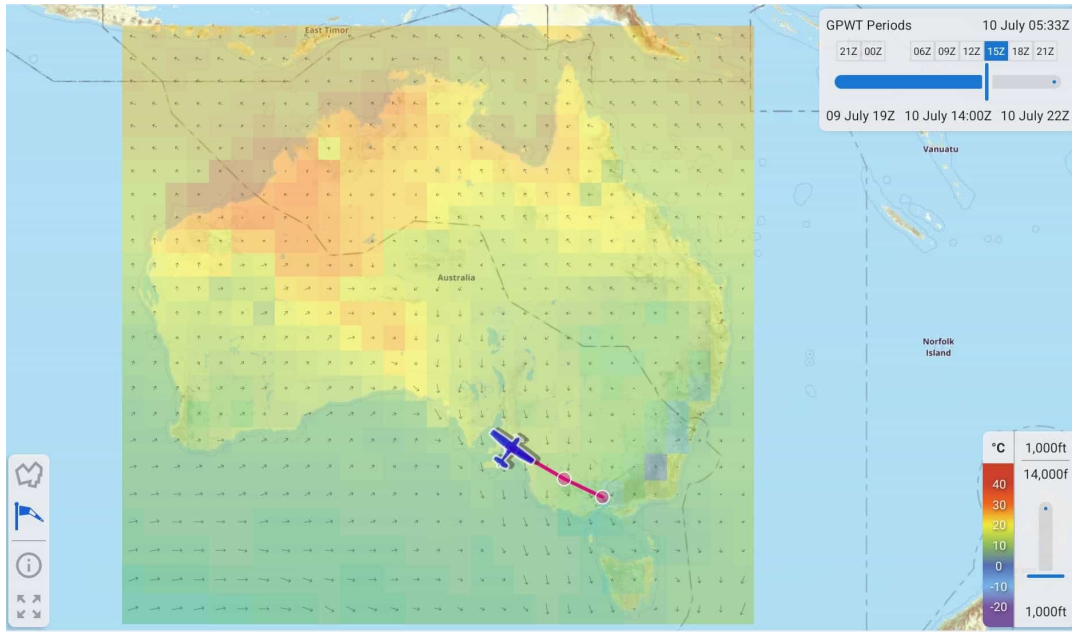 GPWT Periods 10 July 05:33Z
21Z 00Z 06Z 09Z 12Z 15Z 18Z 21Z
09 July 19Z 10 July 14:00Z 10 July 22Z
East Timor
Vanuatu
Australia
Norfolk
Island
°C 1,000ft
14,000f
40
30
20
10
0
-10
-20
1,000ft